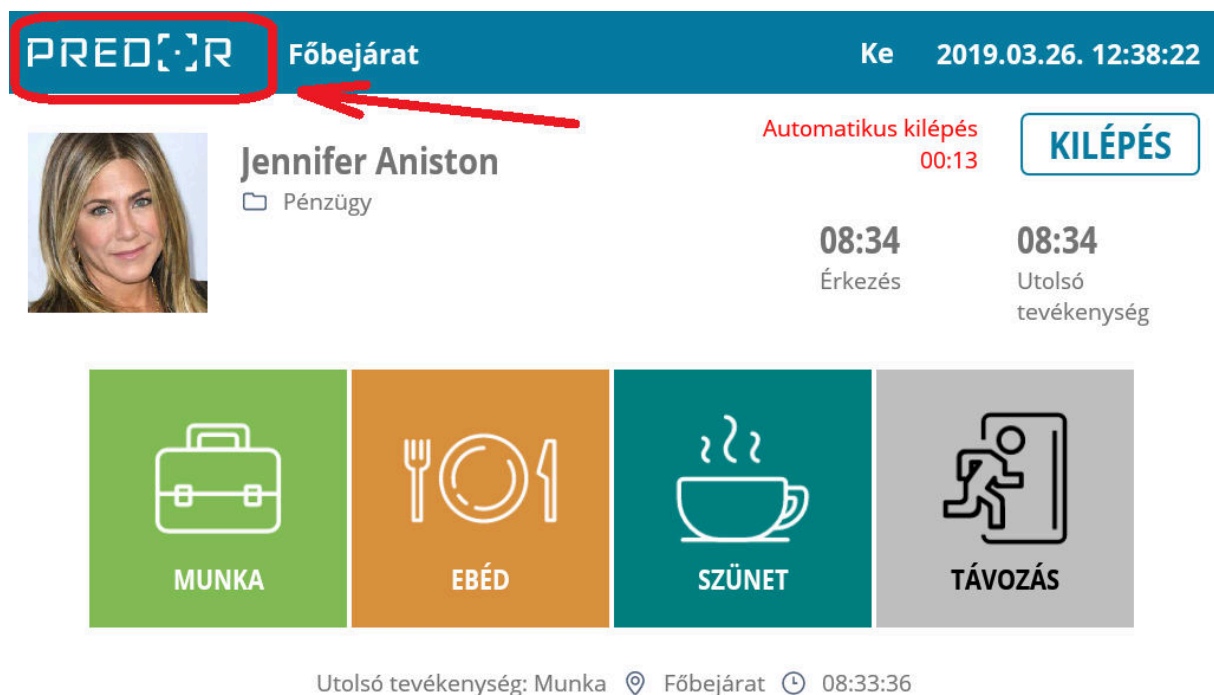 PRED[·]R Főbejárat Ke 2019.03.26. 12:38:22
Jennifer Aniston
Pénzügy
Automatikus kilépés
00:13
KILÉPÉS
08:34
Érkezés
08:34
Utolsó
tevékenység
MUNKA
EBÉD
SZÜNET
TÁVOZÁS
Utolsó tevékenység: Munka Főbejárat 08:33:36